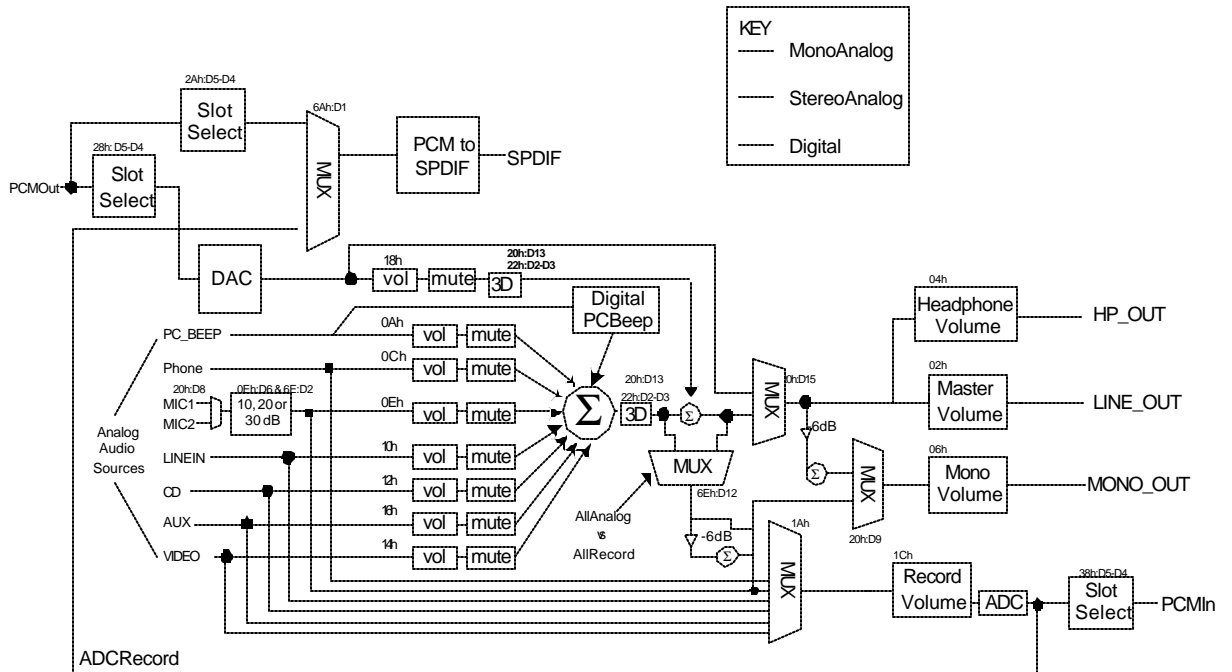 KEY
MonoAnalog
StereoAnalog
Digital
2Ah:D5-D4
Slot
Select
6Ah:D1
MUX
PCM to
SPDIF
SPDIF
28h: D5-D4
Slot
Select
PCMOut
DAC
18h
vol
mute
20h:D13
22h:D2-D3
3D
Digital
PCBeep
PC_BEEP
0Ah
vol
mute
Phone
0Ch
vol
mute
20h:D8
MIC1
MIC2
0Eh:D6 & 6E:D2
10, 20 or
30 dB
0Eh
vol
mute
Analog
Audio
Sources
LINEIN
10h
vol
mute
CD
12h
vol
mute
AUX
16h
vol
mute
VIDEO
14h
vol
mute
Σ
20h:D13
22h:D2-D3
3D
Σ
MUX
6Eh:D12
AllAnalog
vs
AllRecord
-6dB
Σ
MUX
0h:D15
-6dB
Σ
MUX
20h:D9
04h
Headphone
Volume
HP_OUT
02h
Master
Volume
LINE_OUT
06h
Mono
Volume
MONO_OUT
1Ah
MUX
1Ch
Record
Volume
ADC
38h:D5-D4
Slot
Select
PCMIn
ADCRecord